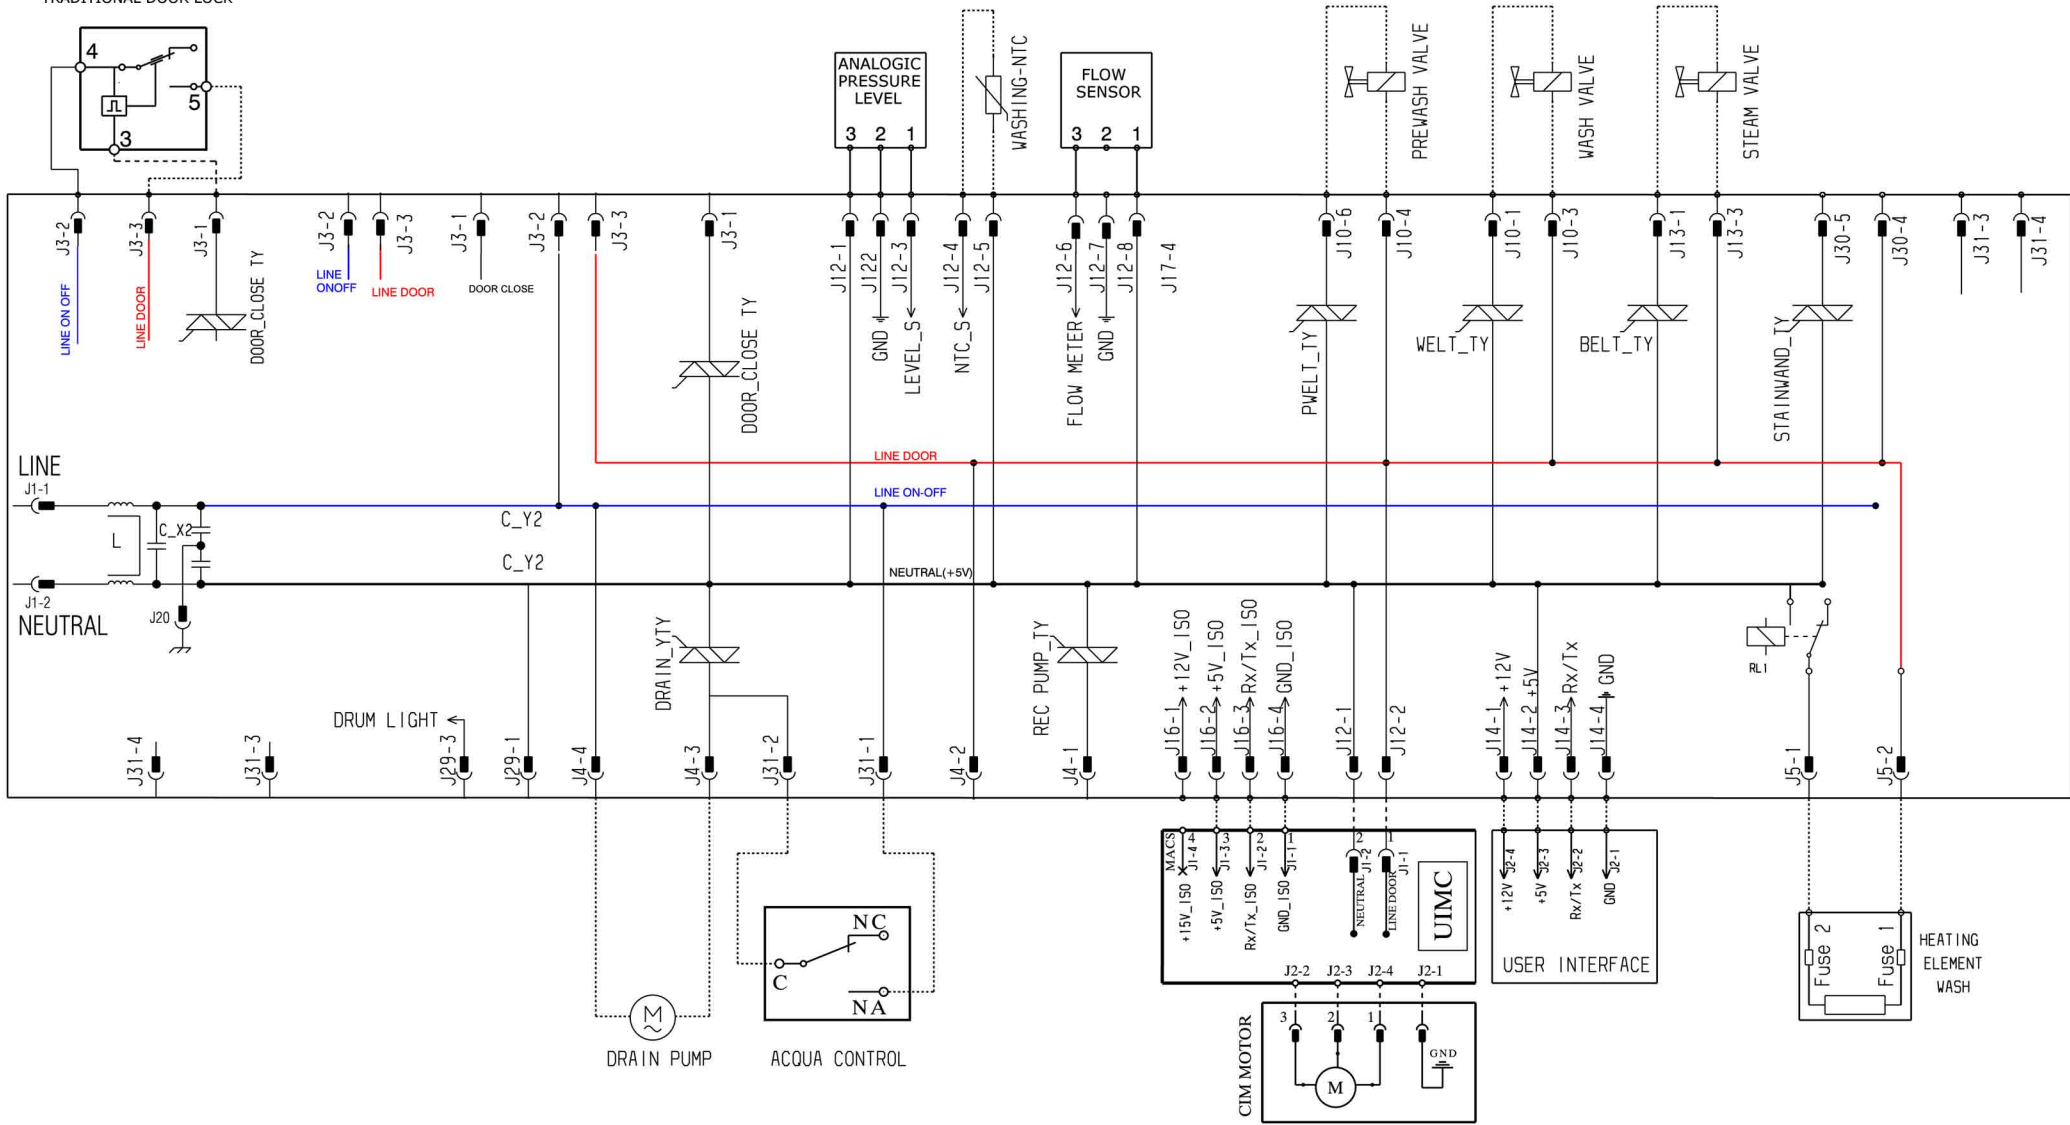 TRADITIONAL DOOR LOCK
4
5
3
ANALOGIC
PRESSURE
LEVEL
3 2 1
WASHING-NTC
FLOW
SENSOR
3 2 1
PREWASH VALVE
WASH VALVE
STEAM VALVE
J3-2
J3-3
J3-1
J3-2
J3-3
J3-1
J3-2
J3-3
J3-1
J12-1
J122
J12-3
J12-4
J12-5
J12-6
J12-7
J12-8
J17-4
J10-6
J10-4
J10-1
J10-3
J13-1
J13-3
J30-5
J30-4
J31-3
J31-4
LINE ON OFF
LINE DOOR
DOOR_CLOSE TY
LINE
ONOFF
LINE DOOR
DOOR CLOSE
DOOR_CLOSE TY
GND
LEVEL_S
NTC_S
FLOW METER
GND
PWELT_TY
WELT_TY
BELT_TY
STAINWAND_TY
LINE DOOR
LINE
J1-1
LINE ON-OFF
L
C_X2
C_Y2
C_Y2
NEUTRAL(+5V)
J1-2
NEUTRAL
J20
DRAIN_YTY
REC PUMP_TY
+12V_ISO
+5V_ISO
Rx/Tx_ISO
GND_ISO
+12V
+5V
Rx/Tx
GND
RL1
DRUM LIGHT
J31-4
J31-3
J29-3
J29-1
J4-4
J4-3
J31-2
J31-1
J4-2
J4-1
J16-1
J16-2
J16-3
J16-4
J12-1
J12-2
J14-1
J14-2
J14-3
J14-4
J5-1
J5-2
MACS
4 3 2 1 2 1
J1-4
J1-3
J1-2
J1-1
J1-2
J1-1
+15V_ISO
+5V_ISO
Rx/Tx_ISO
GND_ISO
NEUTRAL
LINE DOOR
UIMC
J2-4
J2-3
J2-2
J2-1
+12V
+5V
Rx/Tx
GND
USER INTERFACE
NC
C
NA
J2-2 J2-3 J2-4 J2-1
Fuse 2
Fuse 1
HEATING
ELEMENT
WASH
M
DRAIN PUMP
ACQUA CONTROL
CIM MOTOR
3 2 1
M
GND